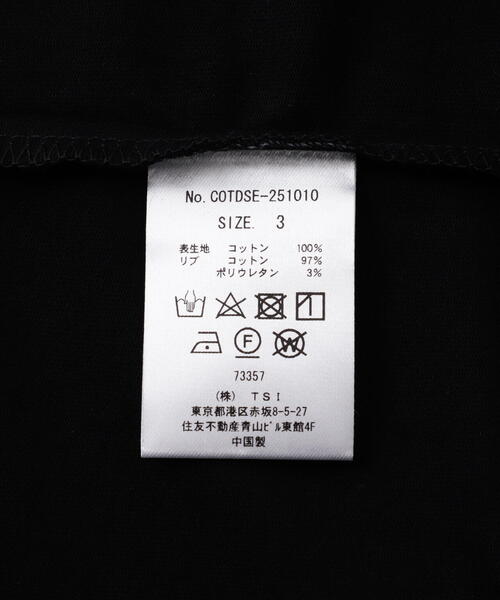 No. COTDSE-251010
SIZE. 3
表生地 コットン 100%
リブ コットン 97%
ポリウレタン 3%
F
W
73357
(株) TSI
東京都港区赤坂8-5-27
住友不動産青山ビル東館4F
中国製